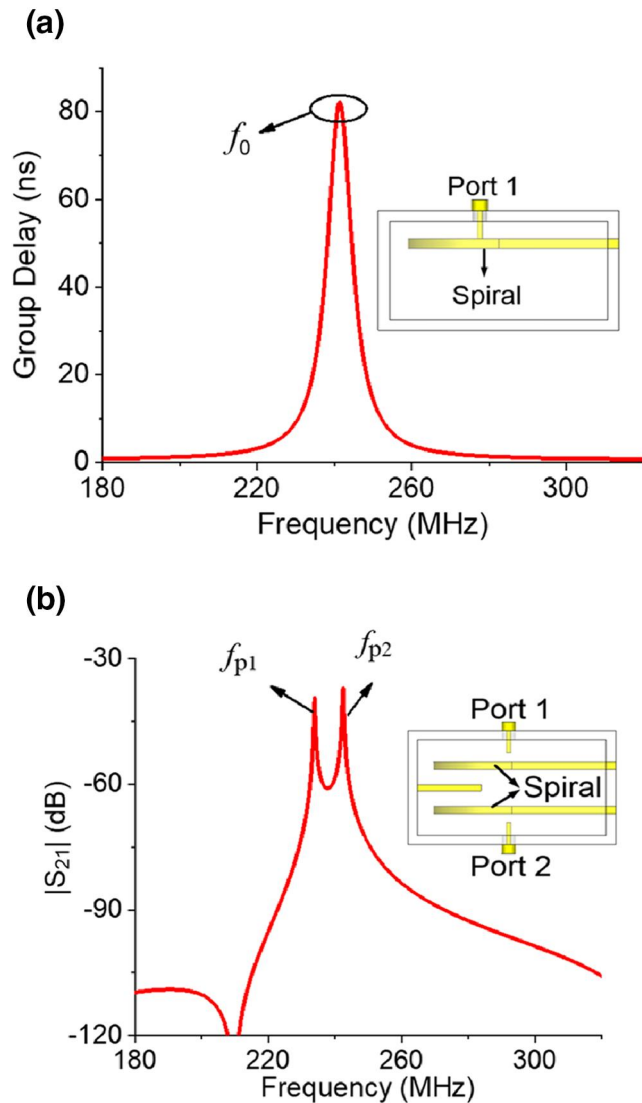 (a)
80
60
40
20
0
Group Delay (ns)
f0
Port 1
Spiral
180
220
260
300
Frequency (MHz)
(b)
-30
-60
-90
-120
|S21| (dB)
fp1
fp2
Port 1
Spiral
Port 2
180
220
260
300
Frequency (MHz)